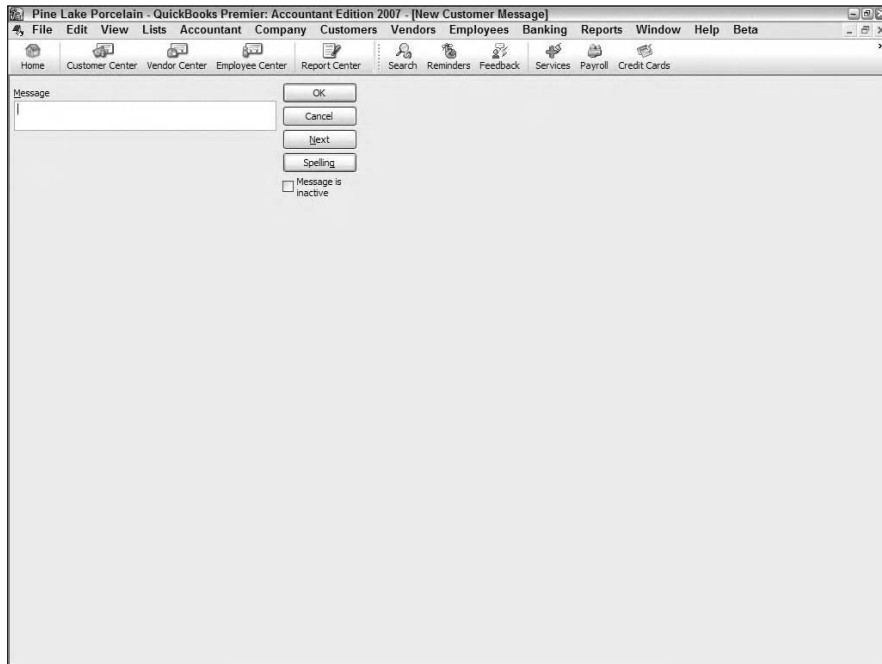 Pine Lake Porcelain - QuickBooks Premier: Accountant Edition 2007 - [New Customer Message]
File Edit View Lists Accountant Company Customers Vendors Employees Banking Reports Window Help Beta
Home Customer Center Vendor Center Employee Center Report Center Search Reminders Feedback Services Payroll Credit Cards
Message
OK
Cancel
Next
Spelling
Message is
inactive